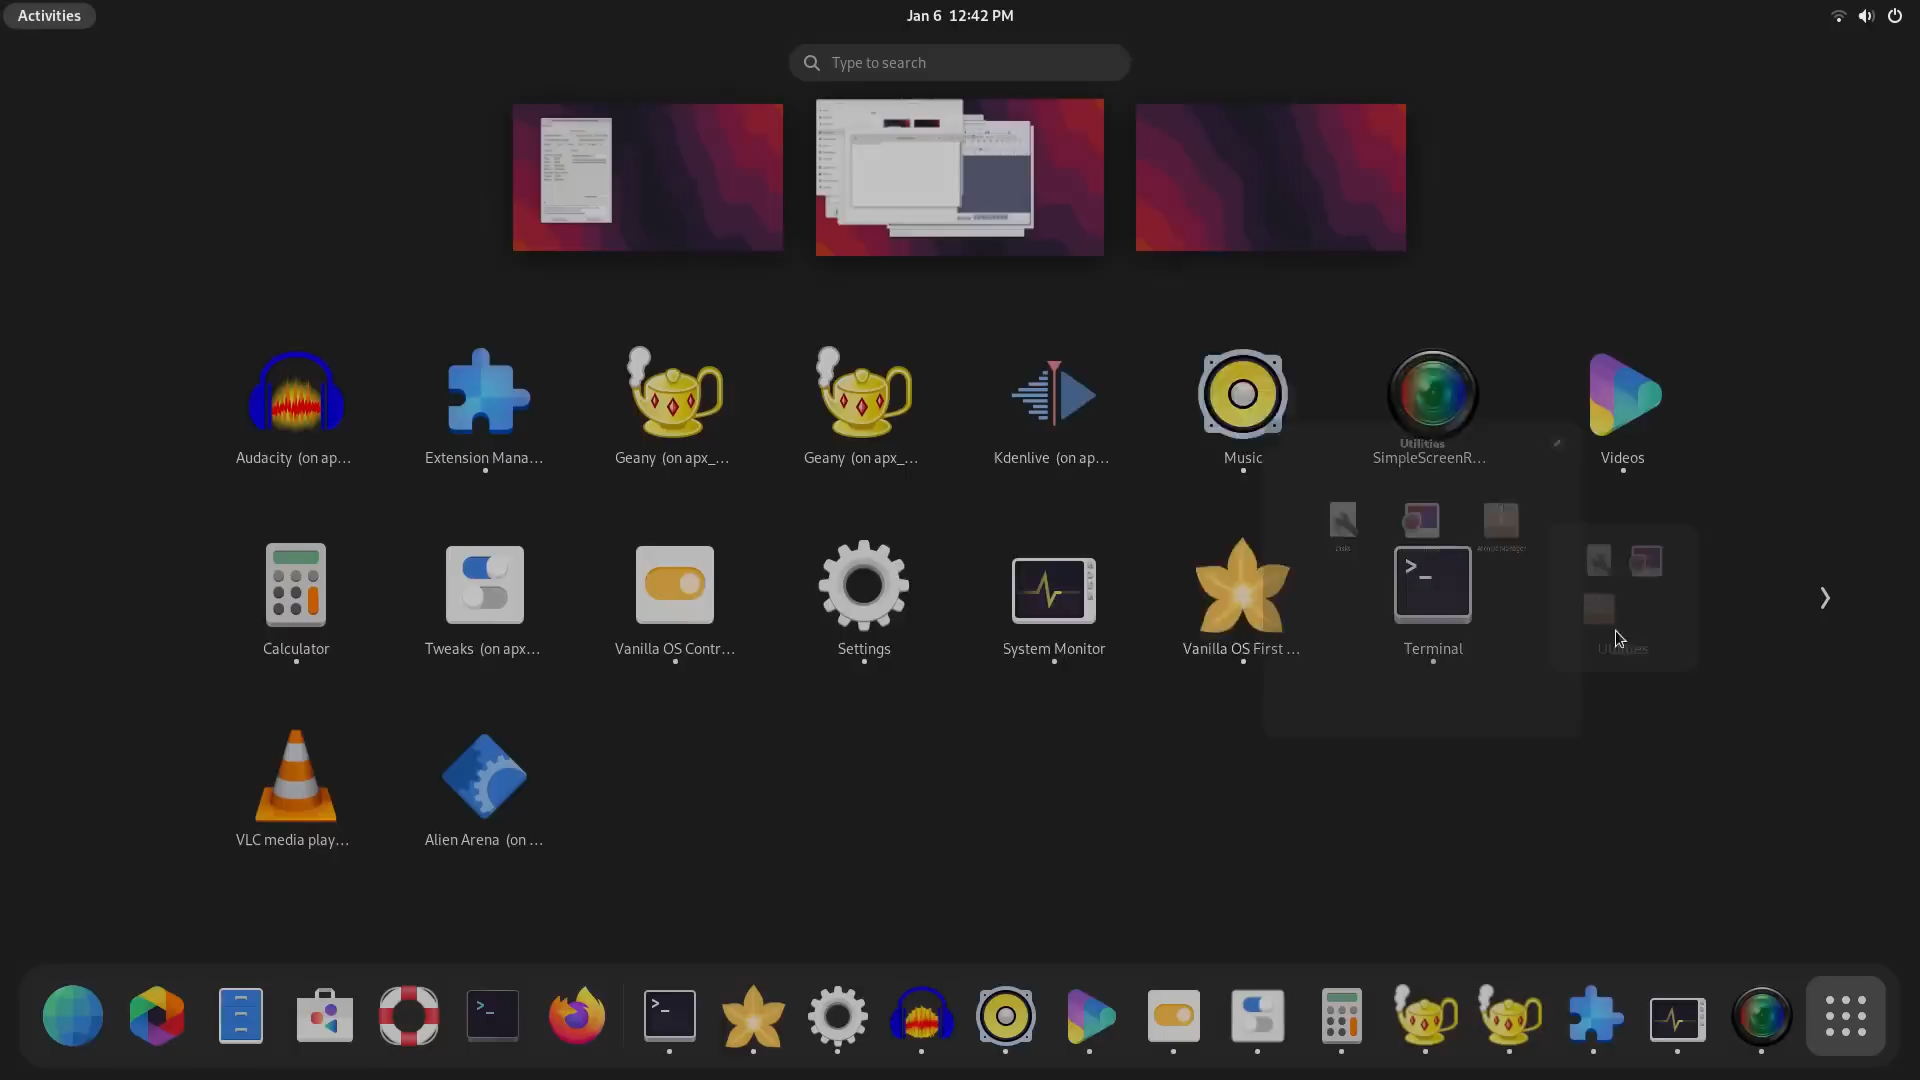 Activities
Jan 6 12:42 PM
Type to search
Utilities
Audacity (on ap...
Extension Mana...
Geany (on apx_...
Geany (on apx_...
Kdenlive (on ap...
Music
SimpleScreenR...
Videos
Calculator
Tweaks (on apx...
Vanilla OS Contr...
Settings
System Monitor
Vanilla OS First ...
Terminal
Utilities
VLC media play...
Alien Arena (on ...